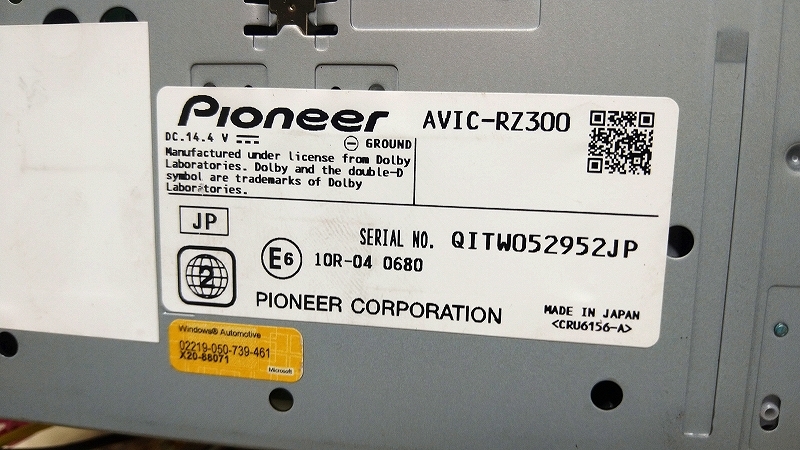 Pioneer
AVIC-RZ300
DC.14.4 V
GROUND
Manufactured under license from Dolby
Laboratories. Dolby and the double-D
symbol are trademarks of Dolby
Laboratories.
JP
SERIAL NO. QITW052952JP
2
E6
10R-04 0680
PIONEER CORPORATION
MADE IN JAPAN
<CRU6156-A>
Windows® Automotive
02219-050-739-461
X20-88071
Microsoft